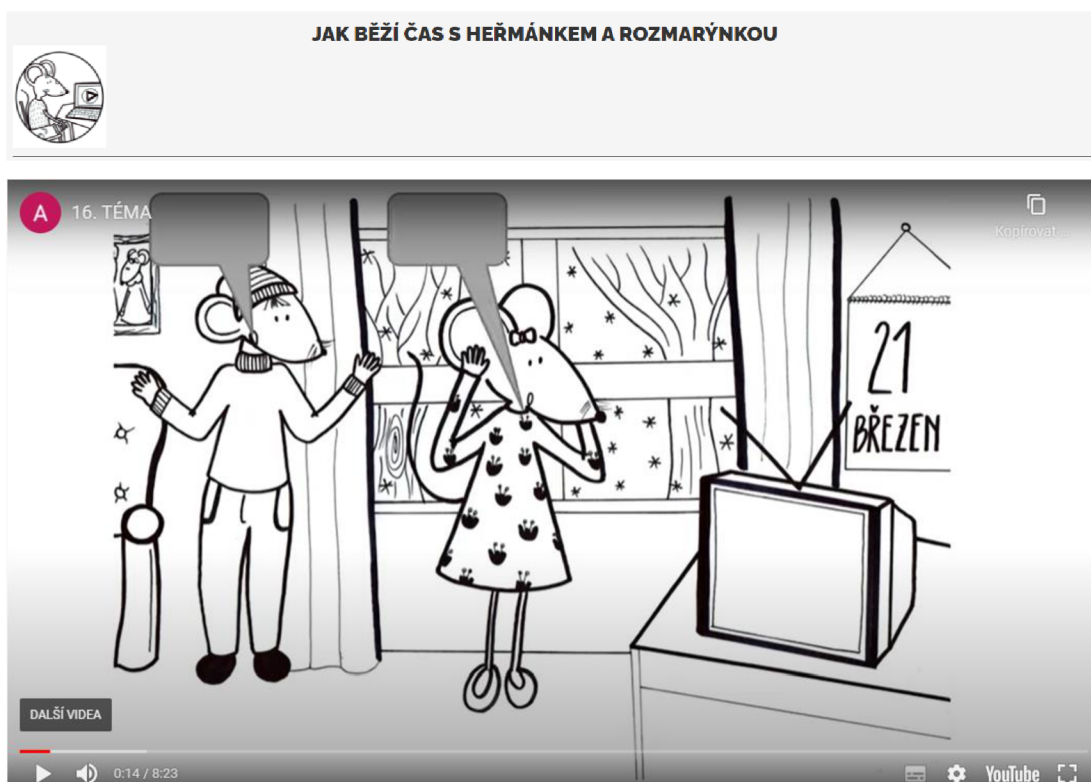 JAK BĚŽÍ ČAS S HEŘMÁNKEM A ROZMARÝNKOU
A
16. TÉMA
Kopírovat ...
21
BŘEZEN
DALŠÍ VIDEA
0:14 / 8:23
YouTube